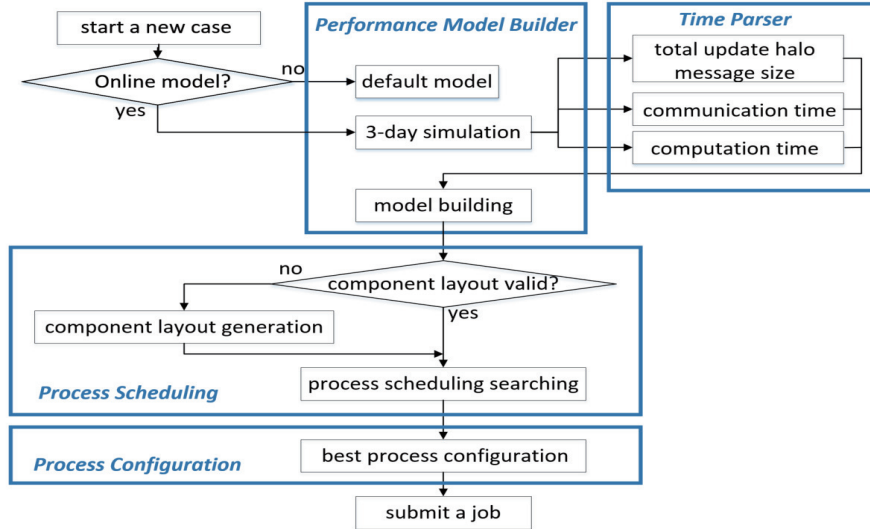 start a new case
Performance Model Builder
Time Parser
Online model?
no
default model
total update halo
message size
yes
3-day simulation
communication time
computation time
model building
no
component layout valid?
component layout generation
yes
Process Scheduling
process scheduling searching
Process Configuration
best process configuration
submit a job